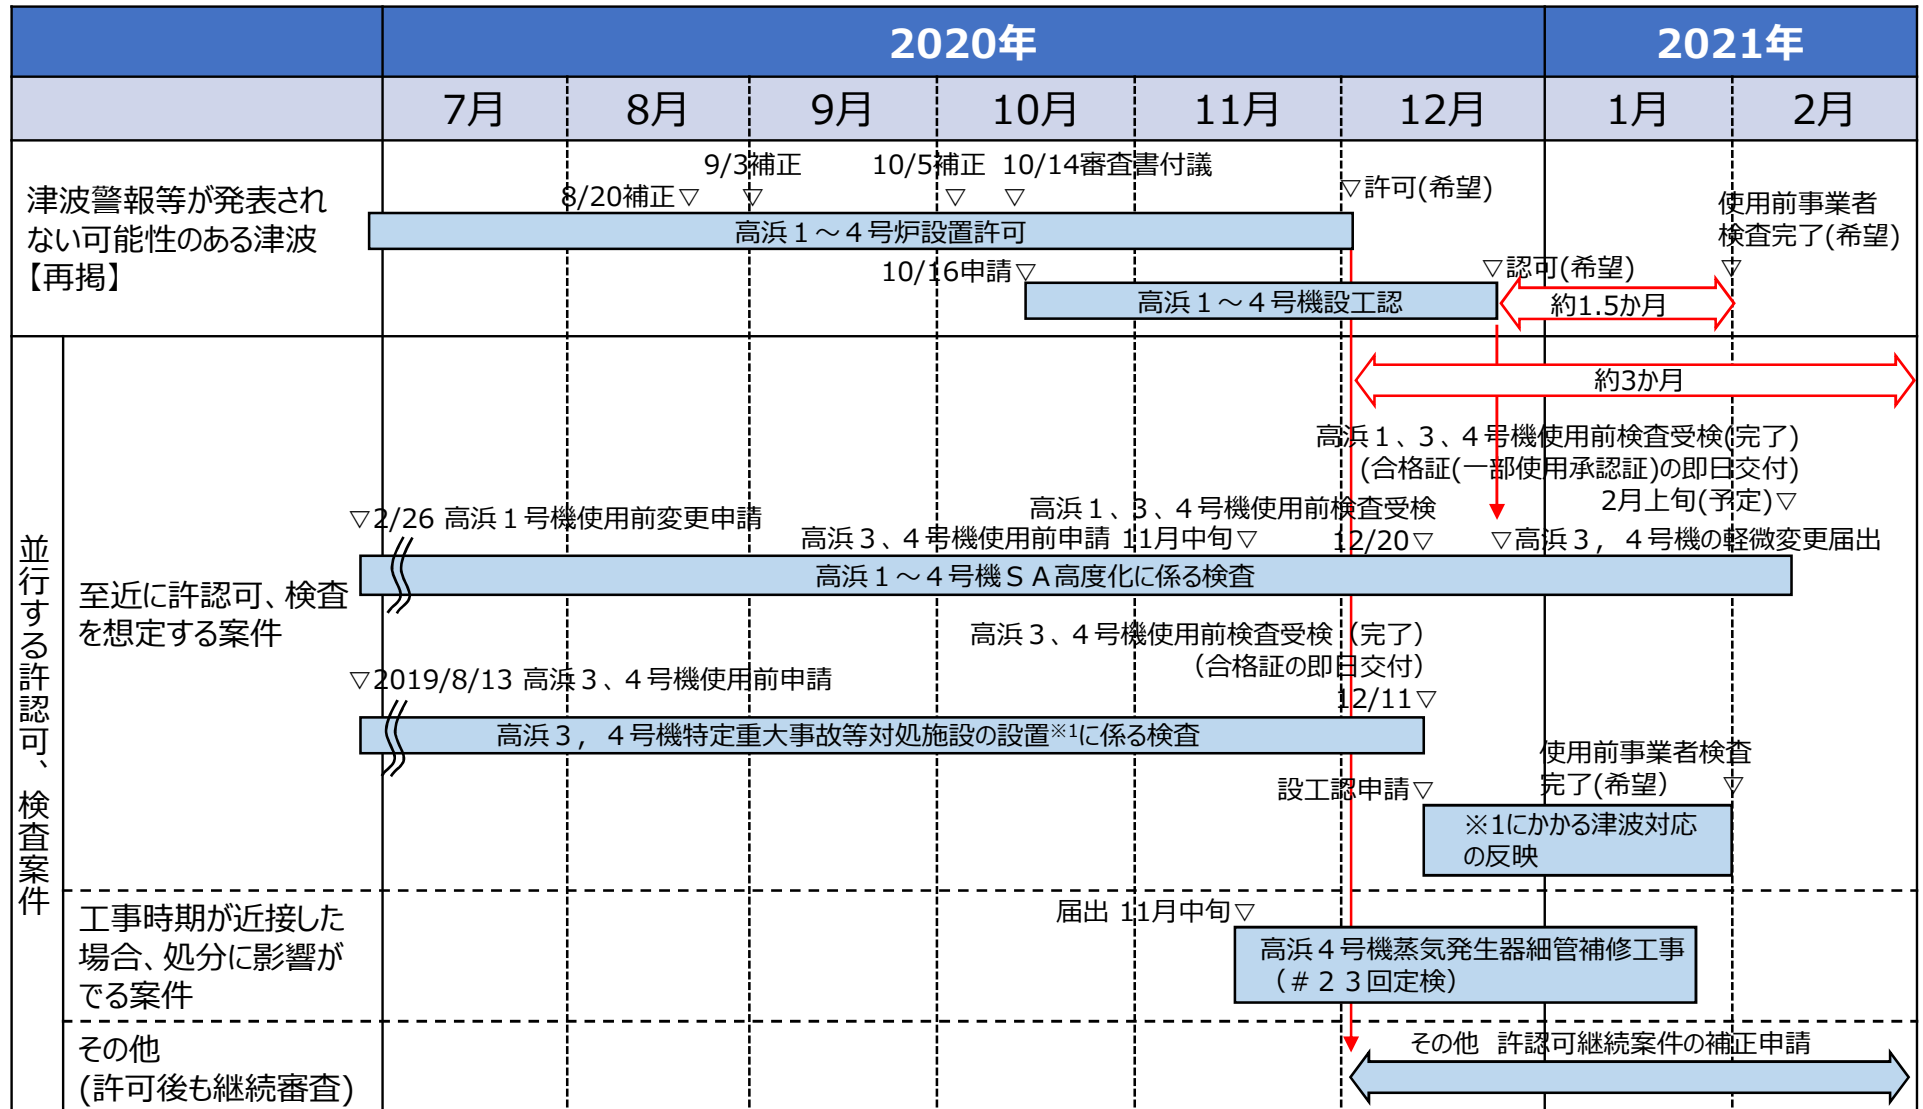 2020年
2021年
7月
8月
9月
10月
11月
12月
1月
2月
津波警報等が発表され
ない可能性のある津波
【再掲】
9/3補正
10/5補正
10/14審査書付議
8/20補正▽
▽
▽
▽
▽許可(希望)
使用前事業者
検査完了(希望)
▽
高浜１～４号炉設置許可
10/16申請▽
▽認可(希望)
高浜１～４号機設工認
約1.5か月
並行する許認可、検査案件
至近に許認可、検査
を想定する案件
約3か月
高浜１、３、４号機使用前検査受検(完了)
(合格証(一部使用承認証)の即日交付)
2月上旬(予定)▽
高浜１、３、４号機使用前検査受検
12/20▽
▽2/26 高浜１号機使用前変更申請
高浜３、４号機使用前申請 11月中旬▽
▽高浜３，４号機の軽微変更届出
高浜１～４号機ＳＡ高度化に係る検査
高浜３、４号機使用前検査受検（完了）
（合格証の即日交付）
12/11▽
▽2019/8/13 高浜３、４号機使用前申請
高浜３，４号機特定重大事故等対処施設の設置※1に係る検査
使用前事業者検査
完了(希望）
▽
設工認申請▽
※1にかかる津波対応
の反映
工事時期が近接した
場合、処分に影響が
でる案件
届出 11月中旬▽
高浜４号機蒸気発生器細管補修工事
（＃２３回定検）
その他
(許可後も継続審査)
その他　許認可継続案件の補正申請